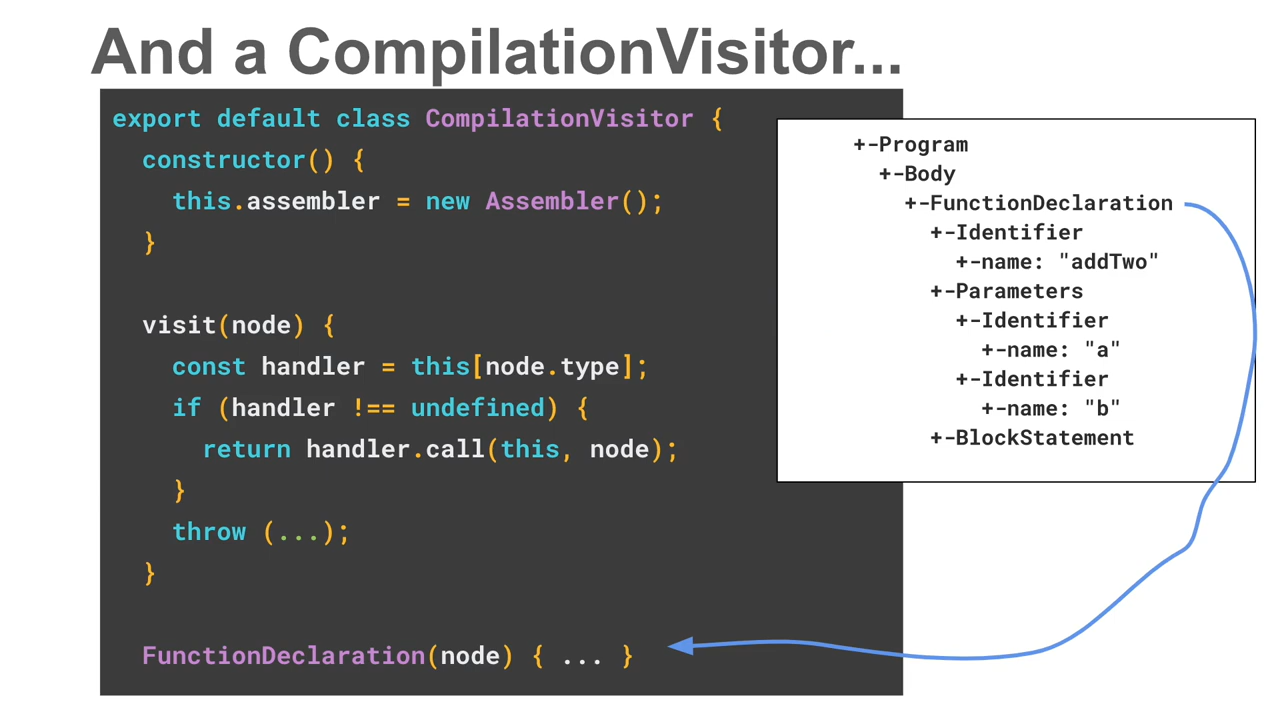 And a CompilationVisitor...
export default class CompilationVisitor {
constructor() {
this.assembler = new Assembler();
}
visit(node) {
const handler = this[node.type];
if (handler !== undefined) {
return handler.call(this, node);
}
throw (...);
}
FunctionDeclaration(node) { ... }
+-Program
+-Body
+-FunctionDeclaration
+-Identifier
+-name: "addTwo"
+-Parameters
+-Identifier
+-name: "a"
+-Identifier
+-name: "b"
+-BlockStatement